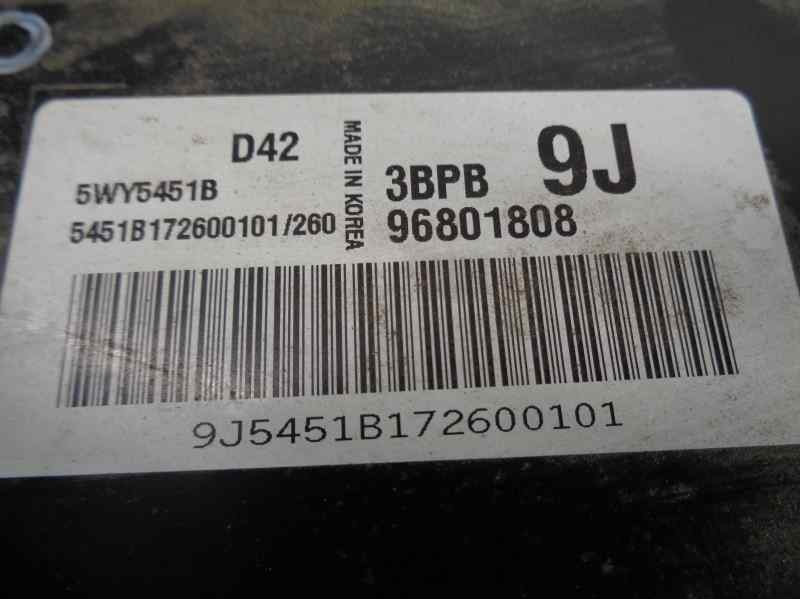 D42
5WY5451B
5451B172600101/260
MADE IN KOREA
3BPB 9J
96801808
9J5451B172600101